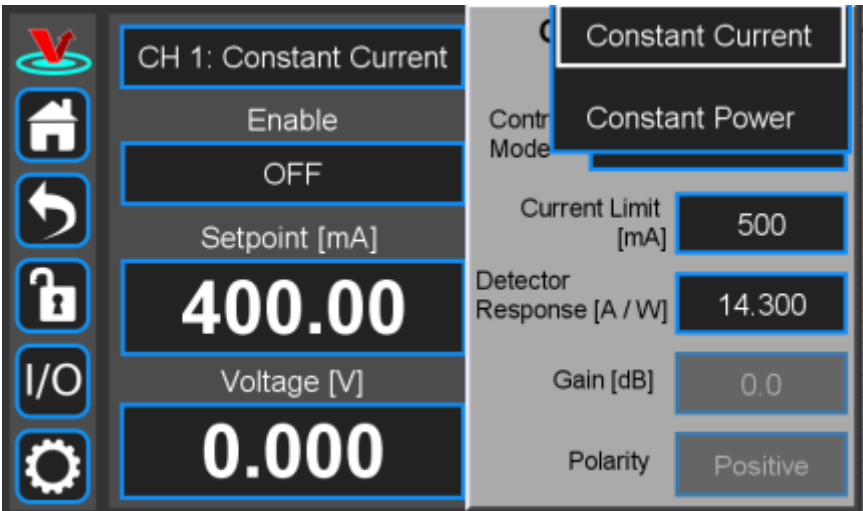 CH 1: Constant Current
Enable
OFF
Setpoint [mA]
400.00
Voltage [V]
0.000
I/O
Constant Current
Constant Power
Contr
Mode
Current Limit
[mA]
500
Detector
Response [A / W]
14.300
Gain [dB]
0.0
Polarity
Positive